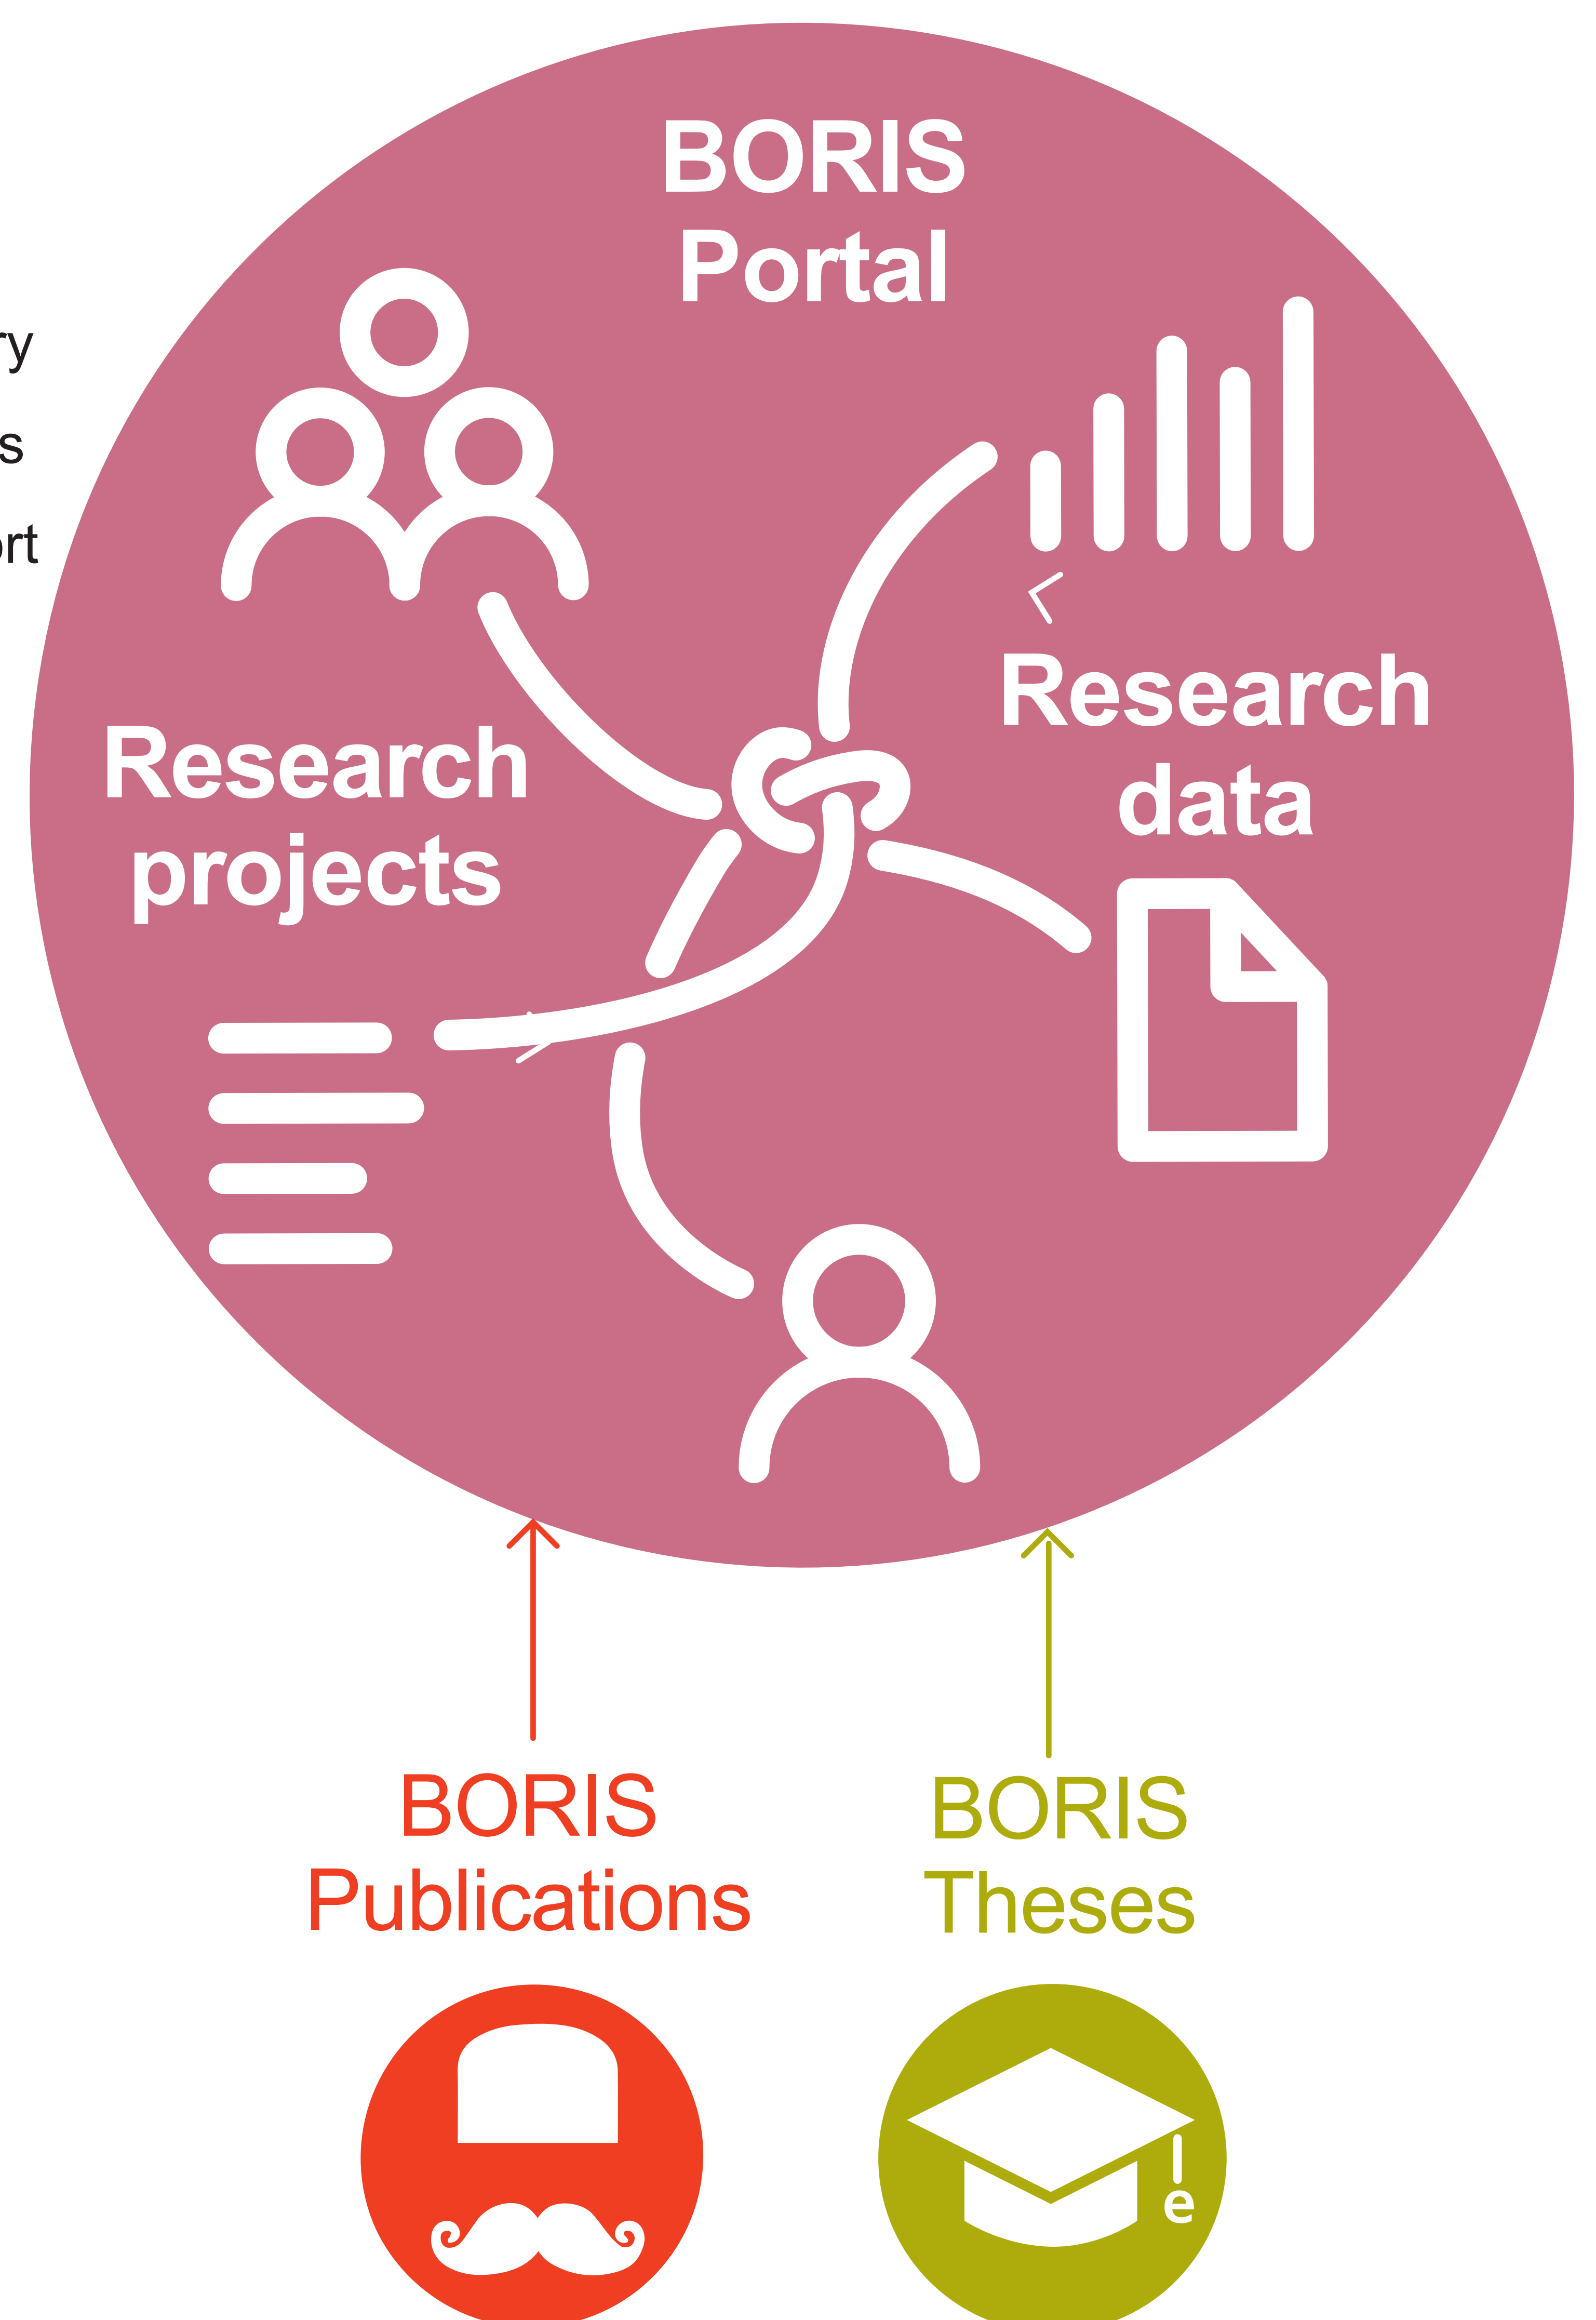 BORIS
Portal
Research
data
Research
projects
BORIS
Publications
BORIS
Theses
e